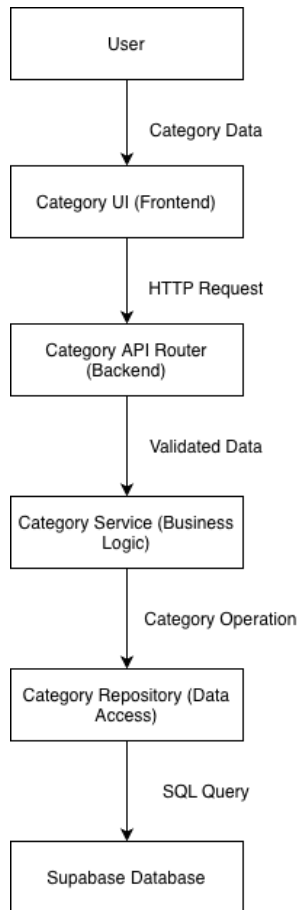 User
Category Data
Category UI (Frontend)
HTTP Request
Category API Router
(Backend)
Validated Data
Category Service (Business
Logic)
Category Operation
Category Repository (Data
Access)
SQL Query
Supabase Database